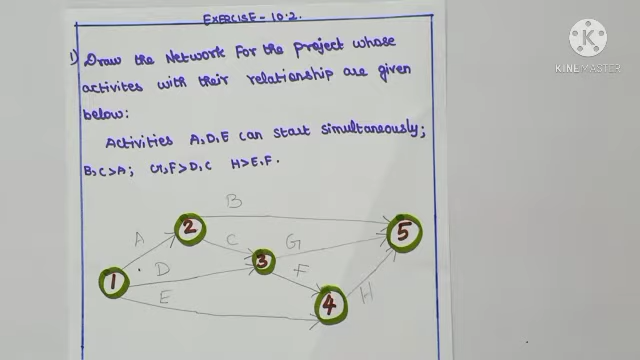 EXERCISE - 10.2.
1) Draw the Network For the project whose
activites with their relationship are given
below:
Activities A,D,E can start simultaneously;
B,C>A; G,F>D,C H>E,F.
K
KINEMASTER
B
2
5
A
C
G
3
D
F
1
E
H
4